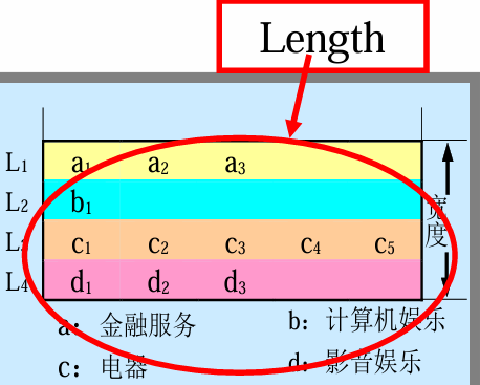 Length
L1 a1 a2 a3
L2 b1
L3 c1 c2 c3 c4 c5
L4 d1 d2 d3
宽度
a：金融服务 b：计算机娱乐
c：电器 d：影音娱乐